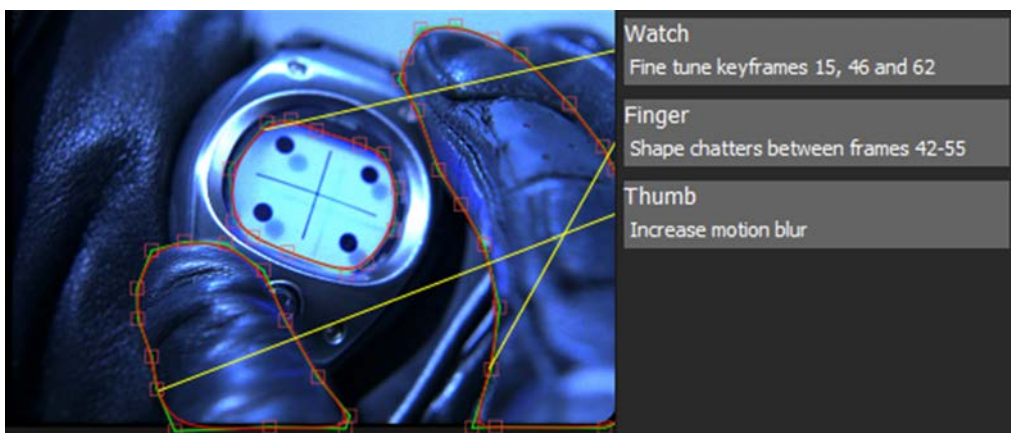 Watch
Fine tune keyframes 15, 46 and 62
Finger
Shape chatters between frames 42-55
Thumb
Increase motion blur